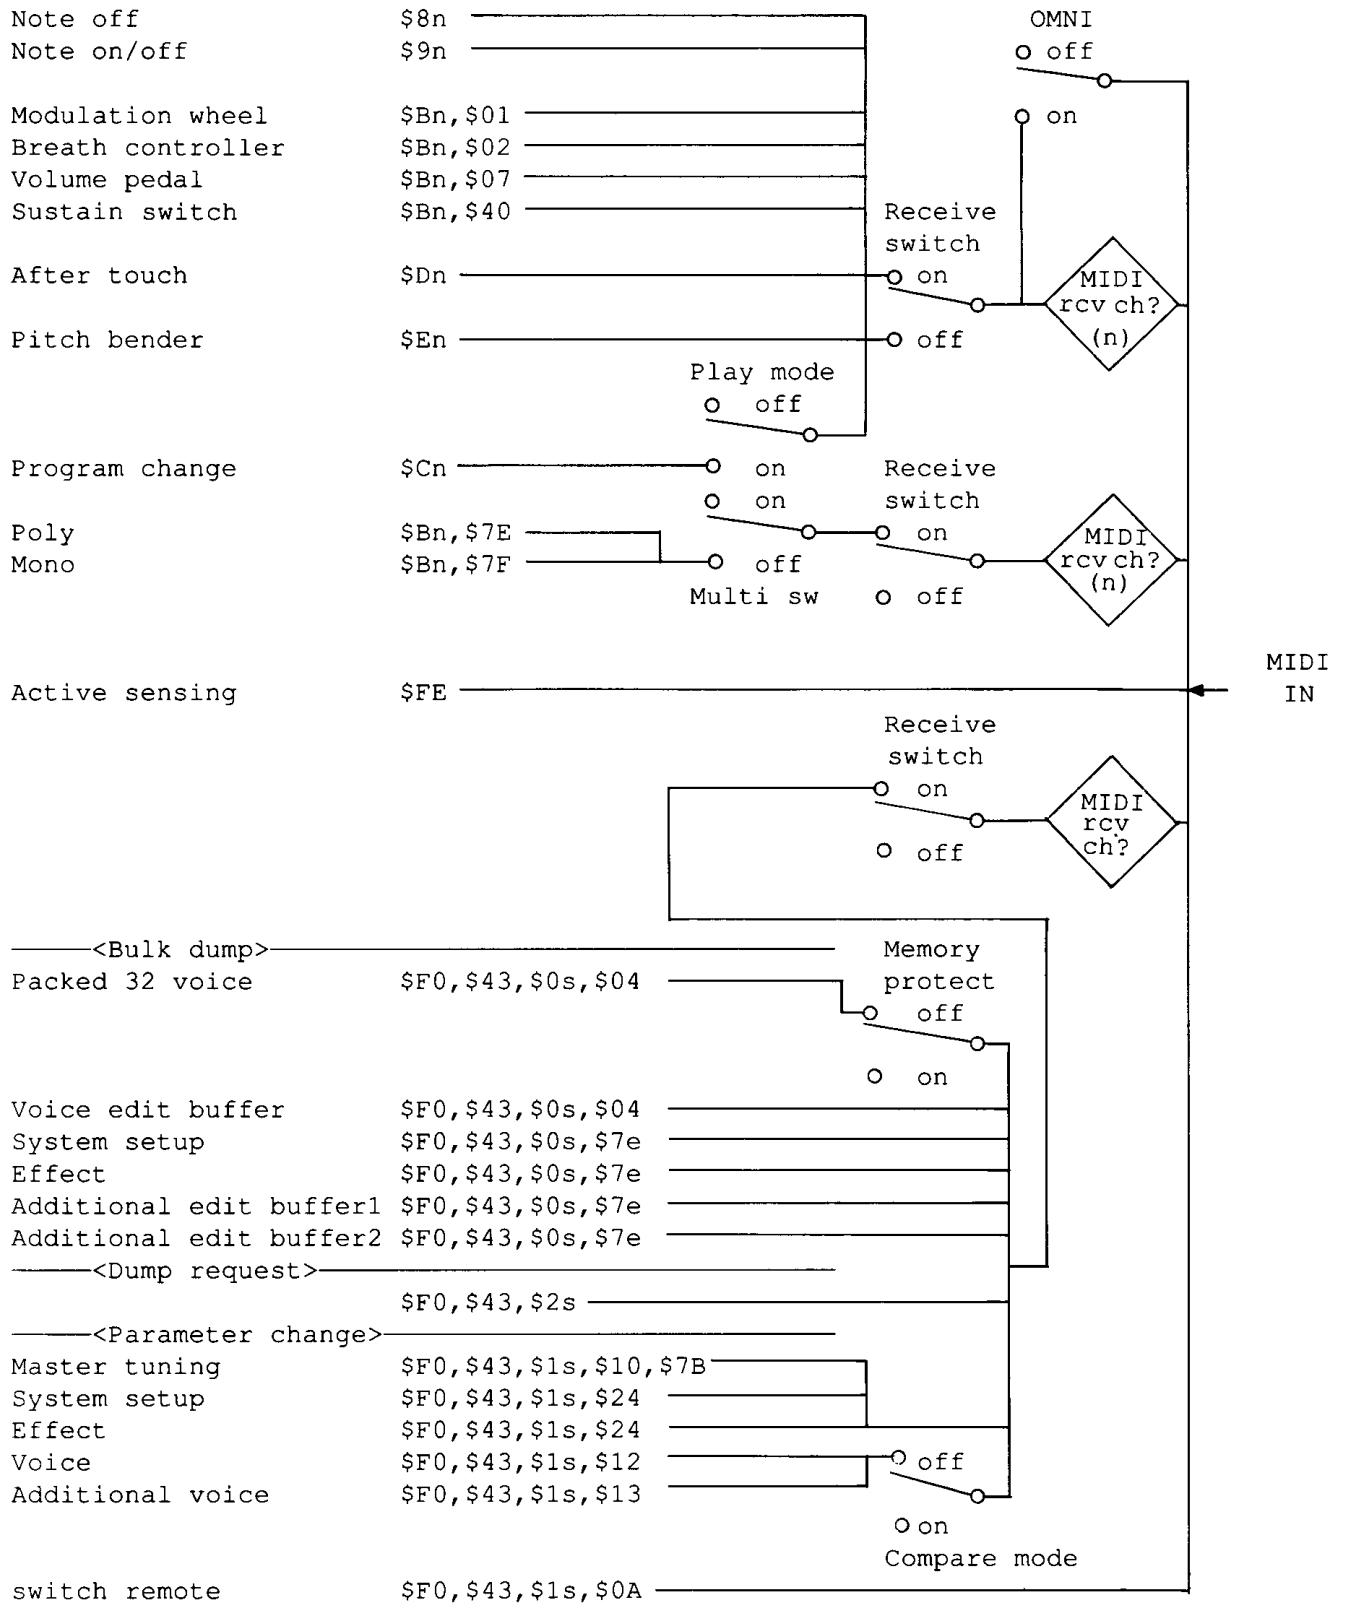 Note off $8n OMNI
Note on/off $9n off
Modulation wheel $Bn,$01 on
Breath controller $Bn,$02
Volume pedal $Bn,$07
Sustain switch $Bn,$40 Receive
switch
After touch $Dn on MIDI
rcv ch?
Pitch bender $En off (n)
Play mode
off
Program change $Cn on Receive
on switch
Poly $Bn,$7E on MIDI
Mono $Bn,$7F off rcv ch?
(n)
Multi sw off
MIDI
Active sensing $FE IN
Receive
switch
on MIDI
rcv
off ch?
<Bulk dump> Memory
Packed 32 voice $F0,$43,$0s,$04 protect
off
on
Voice edit buffer $F0,$43,$0s,$04
System setup $F0,$43,$0s,$7e
Effect $F0,$43,$0s,$7e
Additional edit buffer1 $F0,$43,$0s,$7e
Additional edit buffer2 $F0,$43,$0s,$7e
<Dump request>
$F0,$43,$2s
<Parameter change>
Master tuning $F0,$43,$1s,$10,$7B
System setup $F0,$43,$1s,$24
Effect $F0,$43,$1s,$24
Voice $F0,$43,$1s,$12 off
Additional voice $F0,$43,$1s,$13
on
Compare mode
switch remote $F0,$43,$1s,$0A